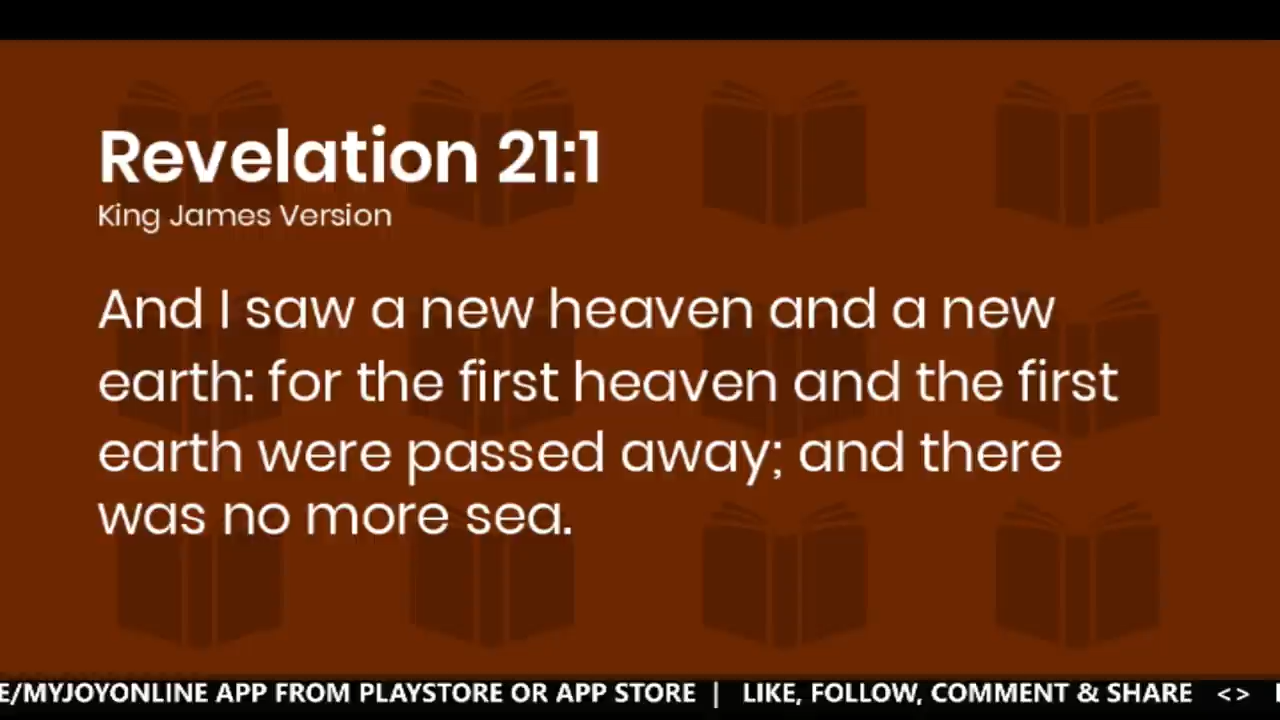 Revelation 21:1
King James Version
And I saw a new heaven and a new
earth: for the first heaven and the first
earth were passed away; and there
was no more sea.
E/MYJOYONLINE APP FROM PLAYSTORE OR APP STORE | LIKE, FOLLOW, COMMENT & SHARE <>